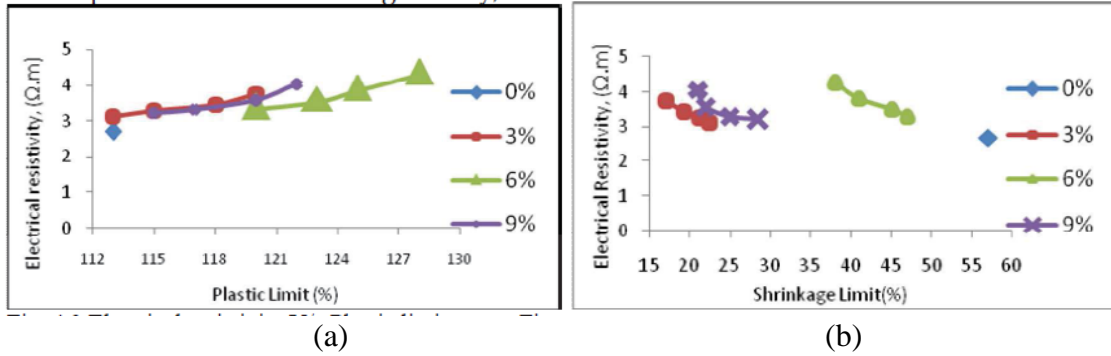 5
4
3
2
1
0
Electrical resistivity, (Ω.m)
112 115 118 121 124 127 130
Plastic Limit (%)
0%
3%
6%
9%
(a)
5
4
3
2
1
0
Electrical Resistivity, (Ω.m)
15 20 25 30 35 40 45 50 55 60
Shrinkage Limit(%)
0%
3%
6%
9%
(b)